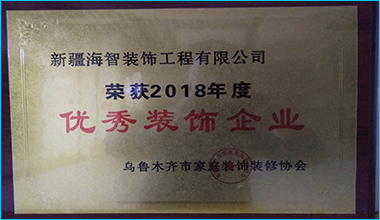 新疆海智装饰工程有限公司
荣获2018年度
优秀装饰企业
乌鲁木齐市家庭装饰装修协会